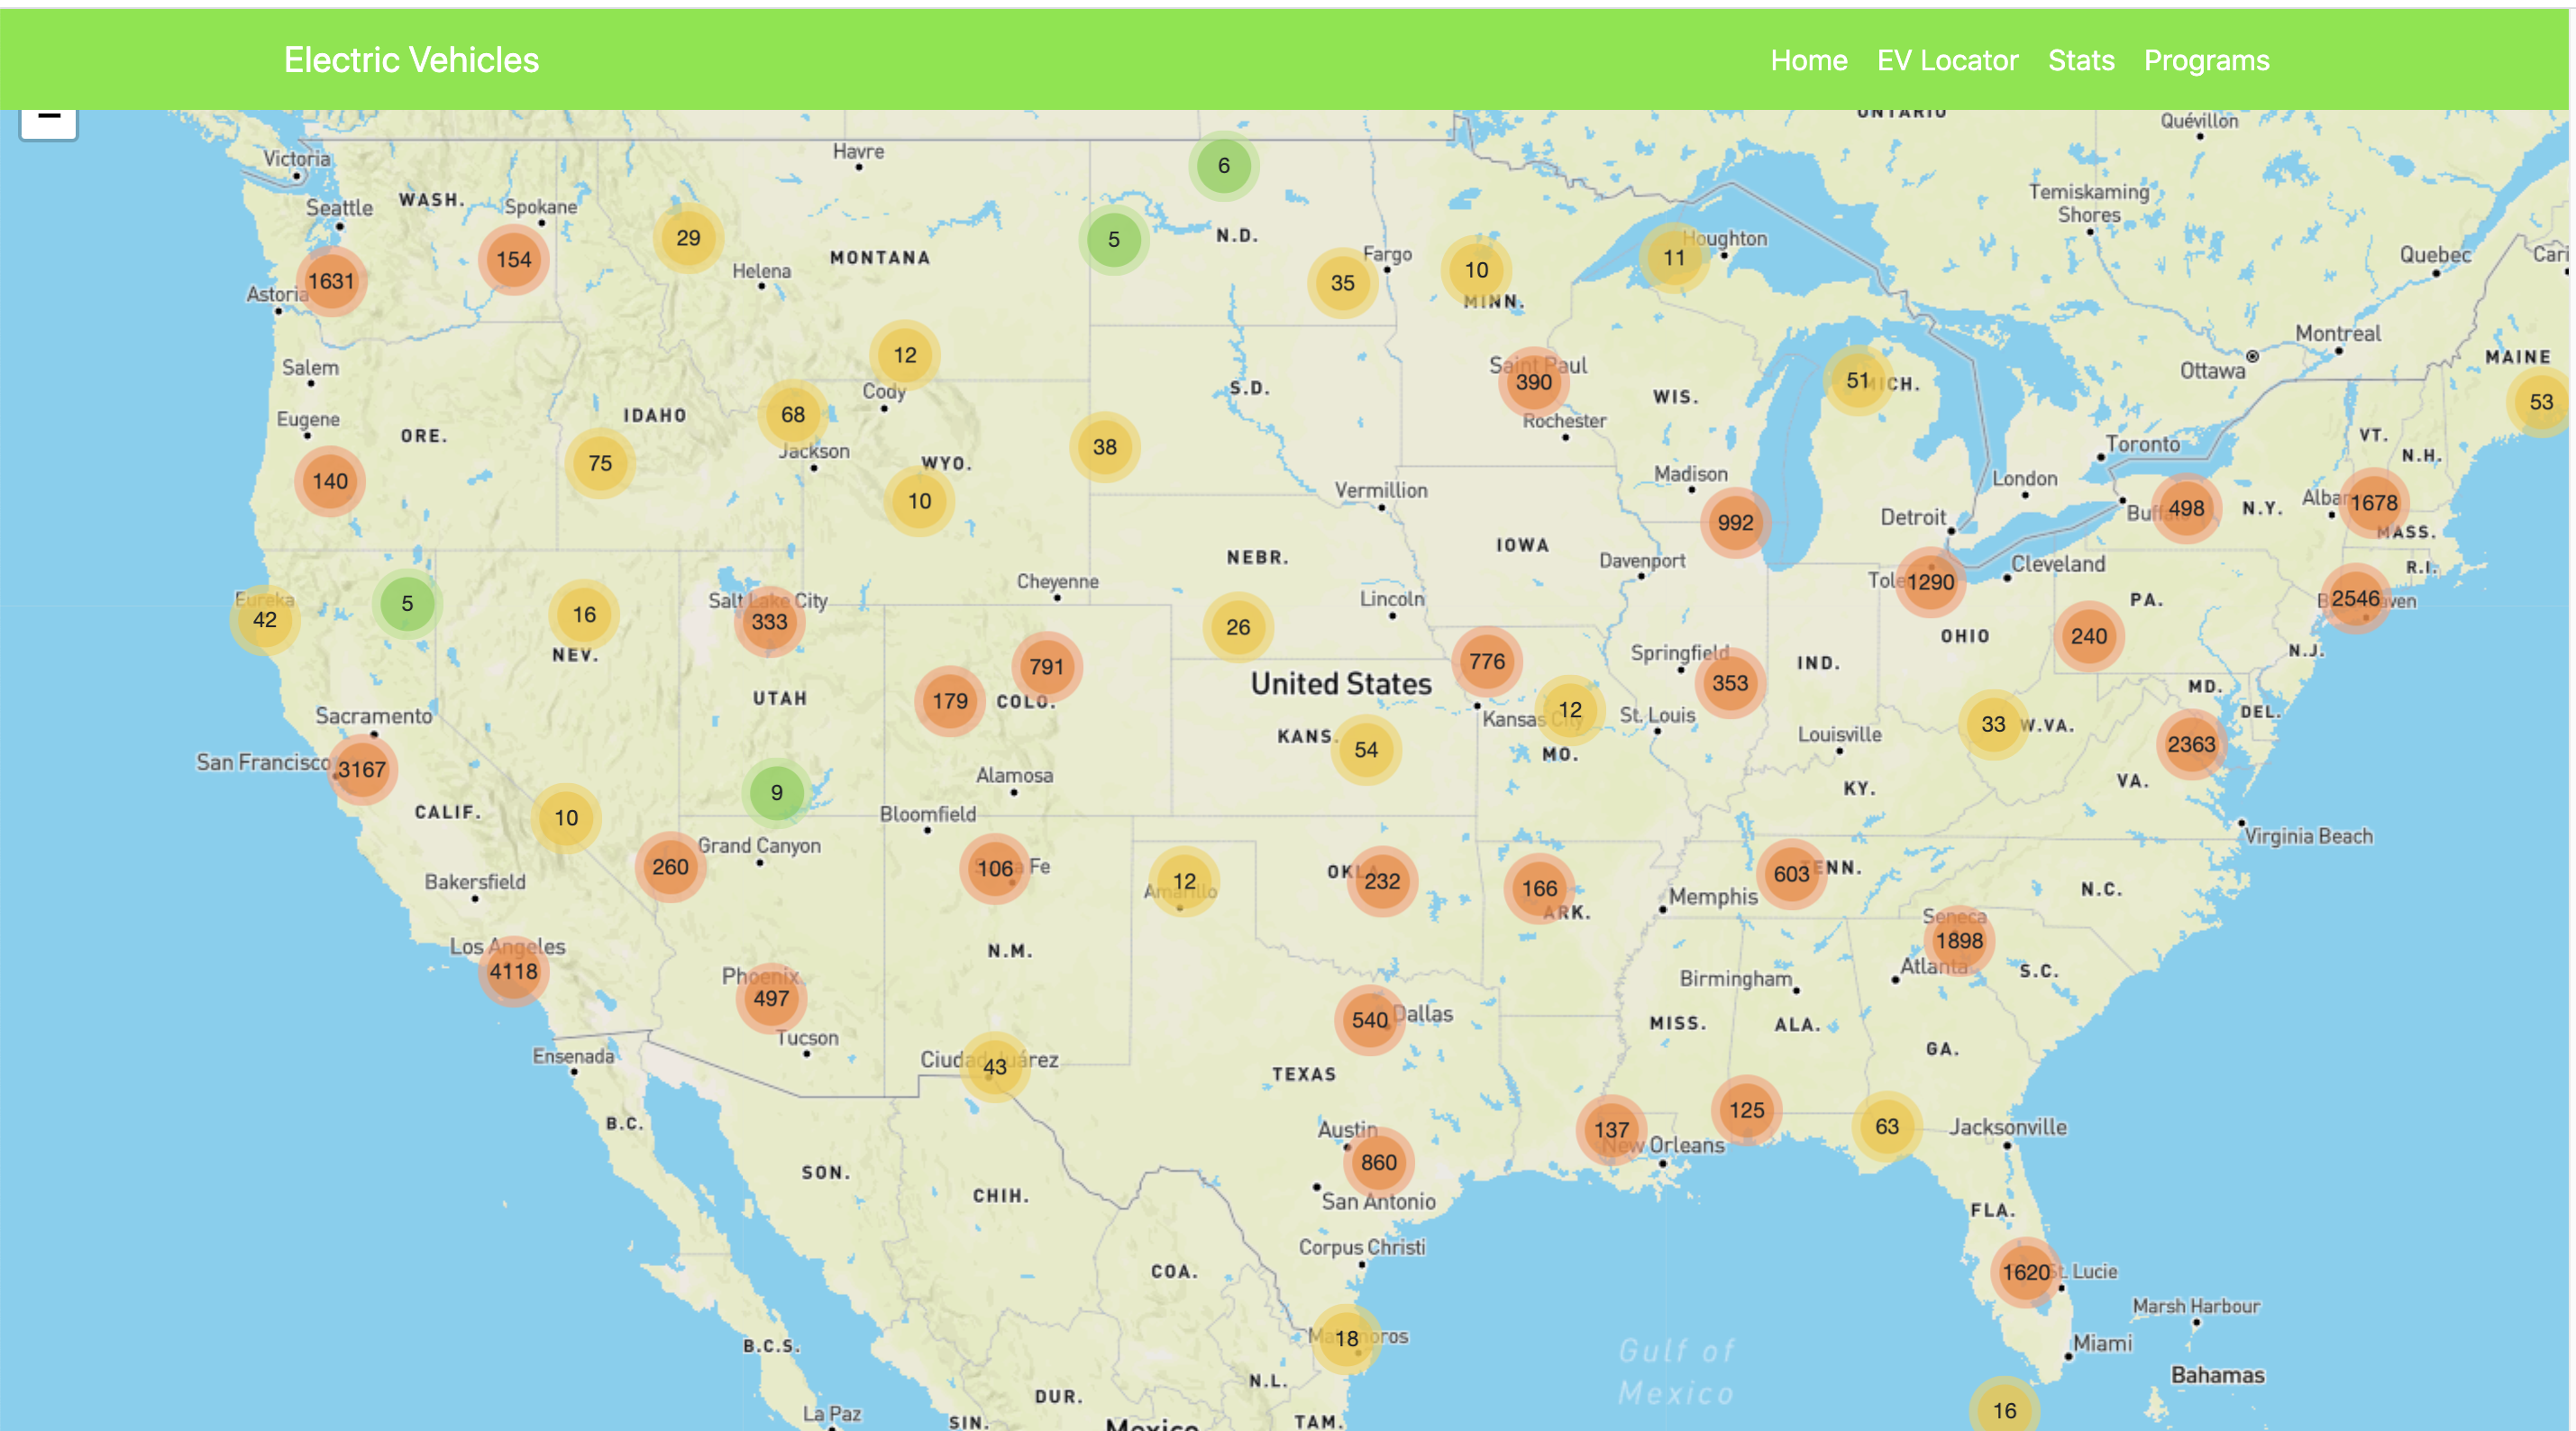 Electric Vehicles
Home EV Locator Stats Programs
−
ONTARIO
Quévillon
Victoria
Havre
6
WASH.
Temiskaming
Shores
Seattle
Spokane
29
5
N.D.
Houghton
154
MONTANA
Fargo
10
11
Quebec
Cari
Helena
1631
35
Astoria
MINN.
Montreal
12
Saint Paul
390
51
MICH.
Ottawa
MAINE
Salem
Cody
S.D.
WIS.
53
Eugene
ORE.
IDAHO
68
Rochester
Toronto
VT.
75
Jackson
WYO.
38
N.H.
140
10
Vermillion
Madison
London
992
Detroit
Buffalo
498
N.Y.
1678
MASS.
IOWA
NEBR.
Davenport
1290
Cleveland
R.I.
Cheyenne
Eureka
42
5
16
Salt Lake City
333
Lincoln
PA.
2546
26
NEV.
791
776
Springfield
IND.
OHIO
240
N.J.
United States
353
MD.
UTAH
179
COLO.
Sacramento
Kansas City
12
St. Louis
33
W.VA.
DEL.
KANS.
54
MO.
Louisville
2363
San Francisco
3167
Alamosa
KY.
VA.
CALIF.
9
10
Bloomfield
Virginia Beach
Grand Canyon
260
106
12
Amarillo
OKLA.
232
166
603
TENN.
Bakersfield
Memphis
N.C.
ARK.
Seneca
1898
Los Angeles
4118
N.M.
Atlanta
S.C.
Phoenix
497
Birmingham
540
Dallas
MISS.
ALA.
Tucson
GA.
Ensenada
Ciudad Juárez
43
TEXAS
B.C.
125
137
63
Austin
New Orleans
Jacksonville
860
SON.
CHIH.
San Antonio
FLA.
Corpus Christi
COA.
1620
St. Lucie
Marsh Harbour
18
B.C.S.
Gulf of
Mexico
Miami
N.L.
Bahamas
DUR.
La Paz
SIN.
Mexico
TAM.
16